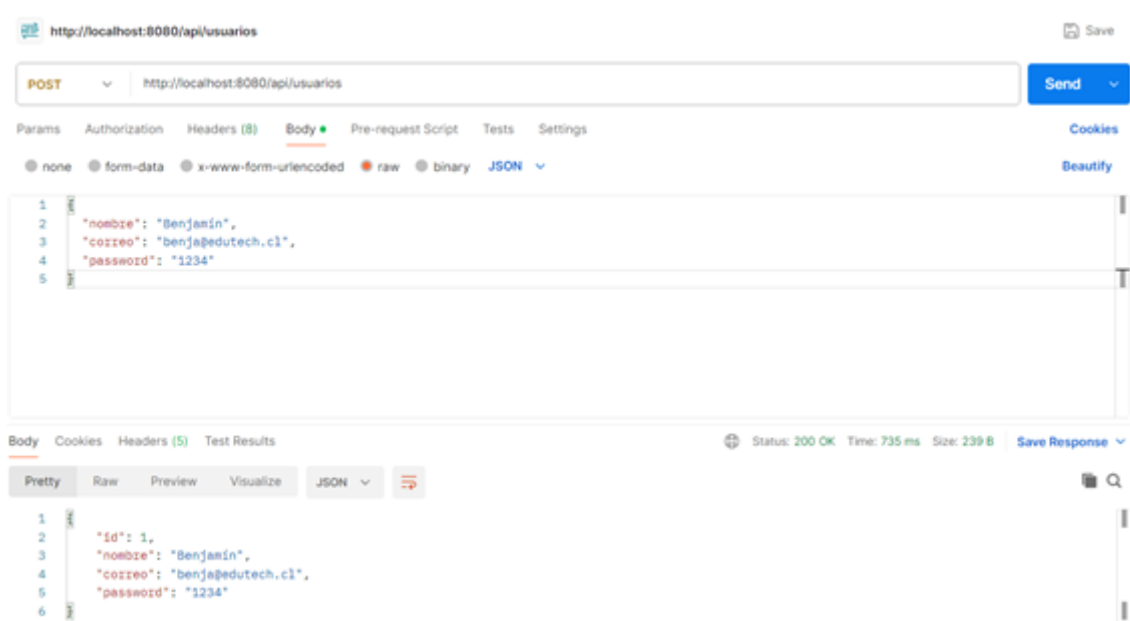 http://localhost:8080/api/usuarios Save
POST http://localhost:8080/api/usuarios Send
Params Authorization Headers (8) Body Pre-request Script Tests Settings Cookies
none form-data x-www-form-urlencoded raw binary JSON Beautify
1 {
2 "nombre": "Benjamín",
3 "correo": "benja@edutech.cl",
4 "password": "1234"
5 }
Body Cookies Headers (5) Test Results Status: 200 OK Time: 735 ms Size: 239 B Save Response
Pretty Raw Preview Visualize JSON
1 {
2 "id": 1,
3 "nombre": "Benjamín",
4 "correo": "benja@edutech.cl",
5 "password": "1234"
6 }